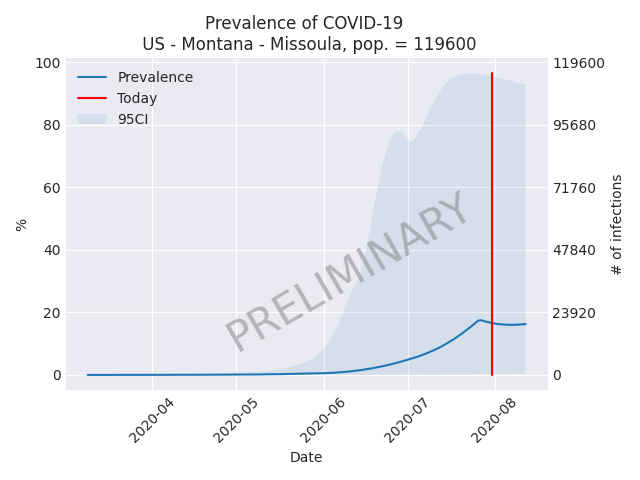 Prevalence of COVID-19
US - Montana - Missoula, pop. = 119600
Prevalence
Today
95CI
100
80
60
40
20
0
%
119600
95680
71760
47840
23920
0
# of infections
PRELIMINARY
2020-04
2020-05
2020-06
2020-07
2020-08
Date